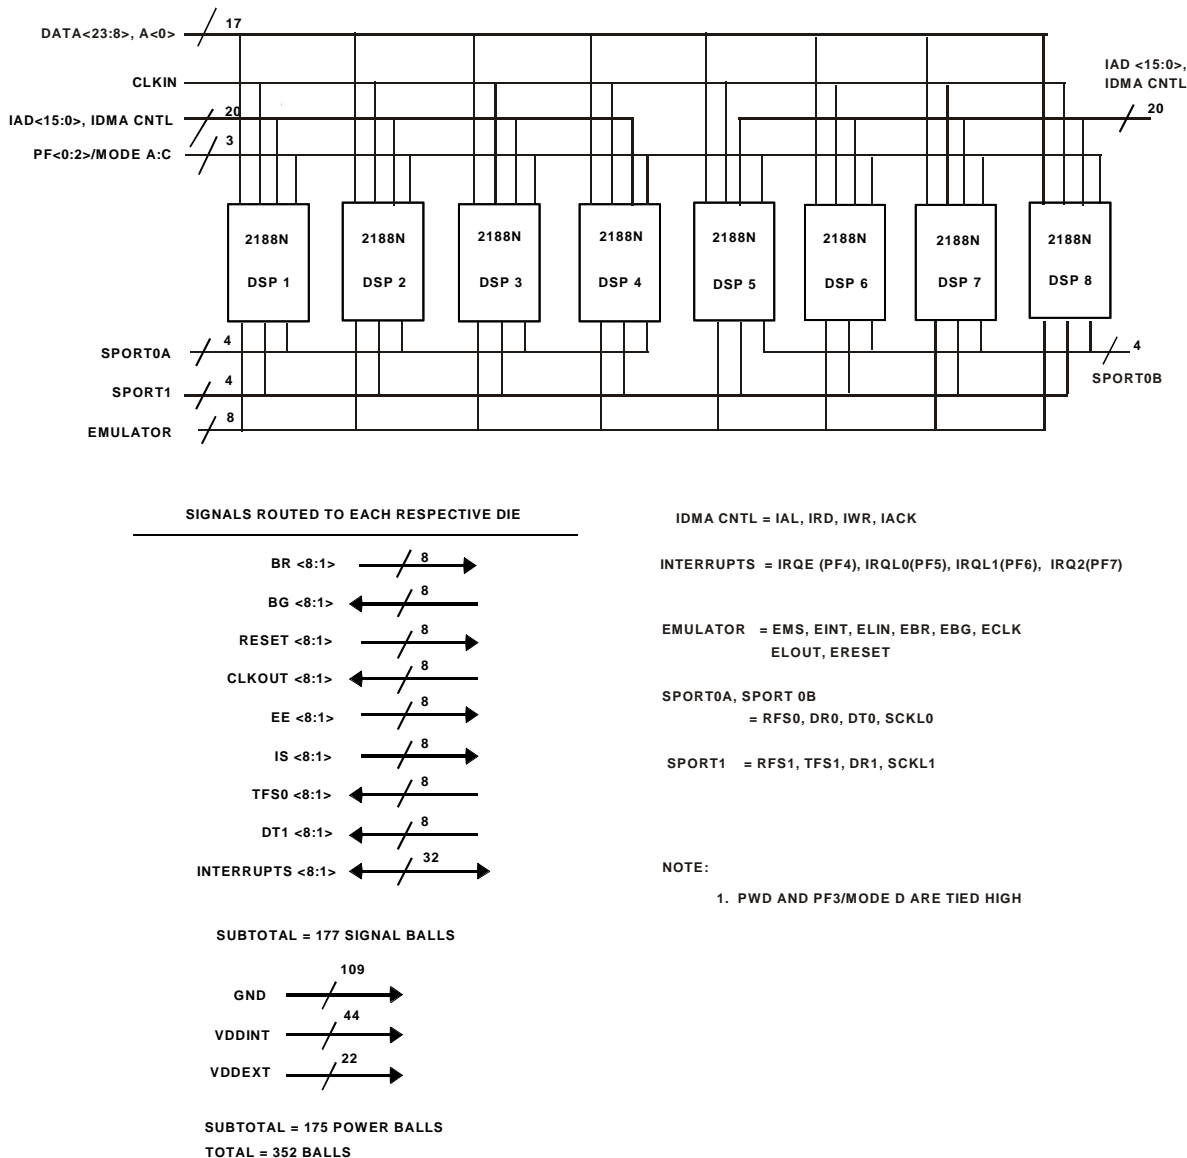 DATA<23:8>, A<0>
17
CLKIN
IAD <15:0>,
IDMA CNTL
20
IAD<15:0>, IDMA CNTL
20
PF<0:2>/MODE A:C
3
2188N 2188N 2188N 2188N 2188N 2188N 2188N 2188N
DSP 1 DSP 2 DSP 3 DSP 4 DSP 5 DSP 6 DSP 7 DSP 8
SPORT0A
4
4
SPORT0B
SPORT1
4
EMULATOR
8
SIGNALS ROUTED TO EACH RESPECTIVE DIE
BR <8:1> 8
BG <8:1> 8
RESET <8:1> 8
CLKOUT <8:1> 8
EE <8:1> 8
IS <8:1> 8
TFS0 <8:1> 8
DT1 <8:1> 8
INTERRUPTS <8:1> 32
SUBTOTAL = 177 SIGNAL BALLS
GND 109
VDDINT 44
VDDEXT 22
SUBTOTAL = 175 POWER BALLS
TOTAL = 352 BALLS
IDMA CNTL = IAL, IRD, IWR, IACK
INTERRUPTS = IRQE (PF4), IRQL0(PF5), IRQL1(PF6), IRQ2(PF7)
EMULATOR = EMS, EINT, ELIN, EBR, EBG, ECLK
ELOUT, ERESET
SPORT0A, SPORT 0B
= RFS0, DR0, DT0, SCKL0
SPORT1 = RFS1, TFS1, DR1, SCKL1
NOTE:
1. PWD AND PF3/MODE D ARE TIED HIGH